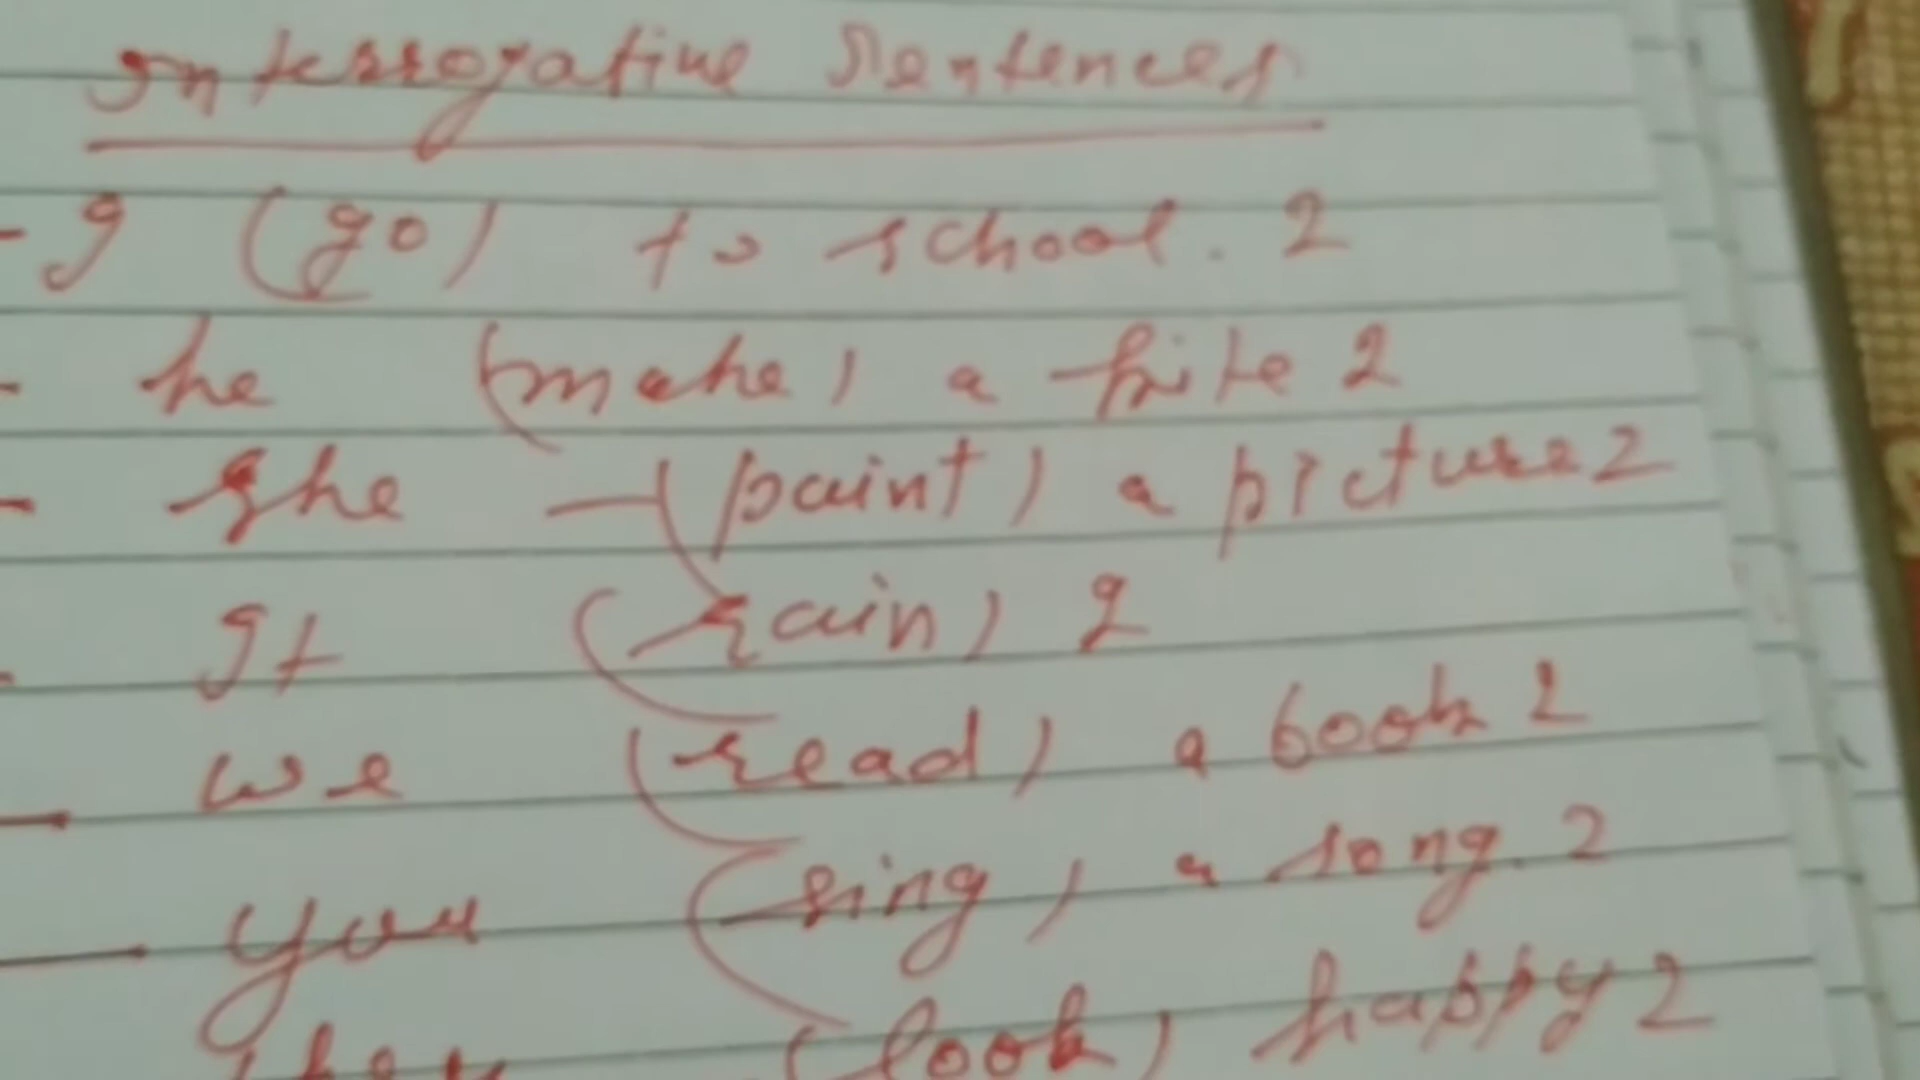 Interrogative Sentences
- I (go) to school. ?
- he (make) a kite ?
- She - (paint) a picture ?
- It (rain) ?
- we (read) a book ?
- you (sing) a song. ?
they (look) happy ?